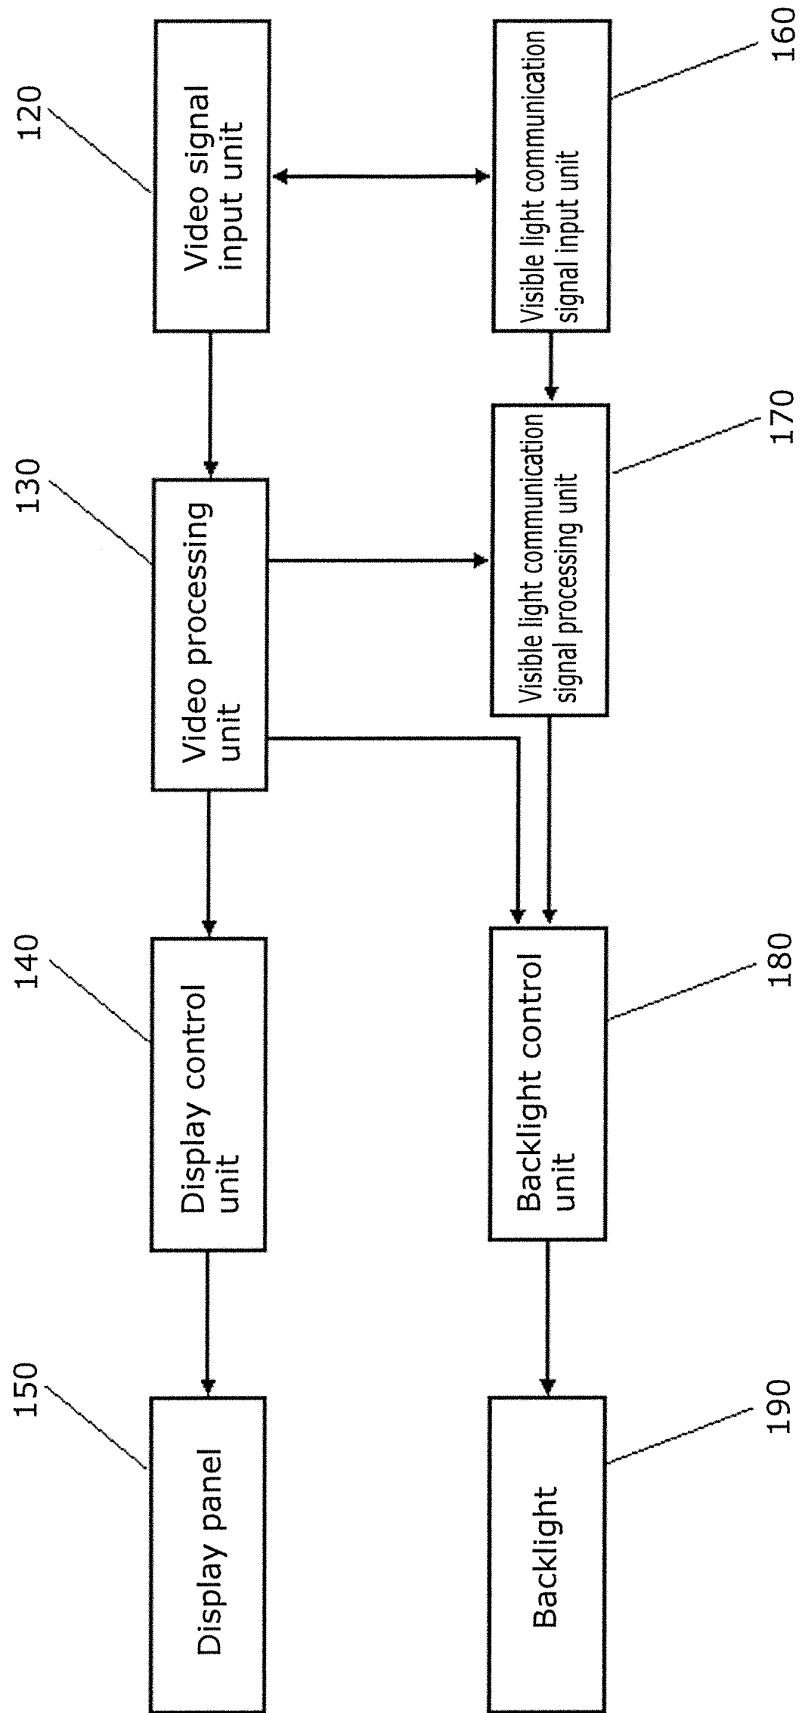 120
Video signal
input unit
130
Video processing
unit
140
Display control
unit
150
Display panel
160
Visible light communication
signal input unit
170
Visible light communication
signal processing unit
180
Backlight control
unit
190
Backlight